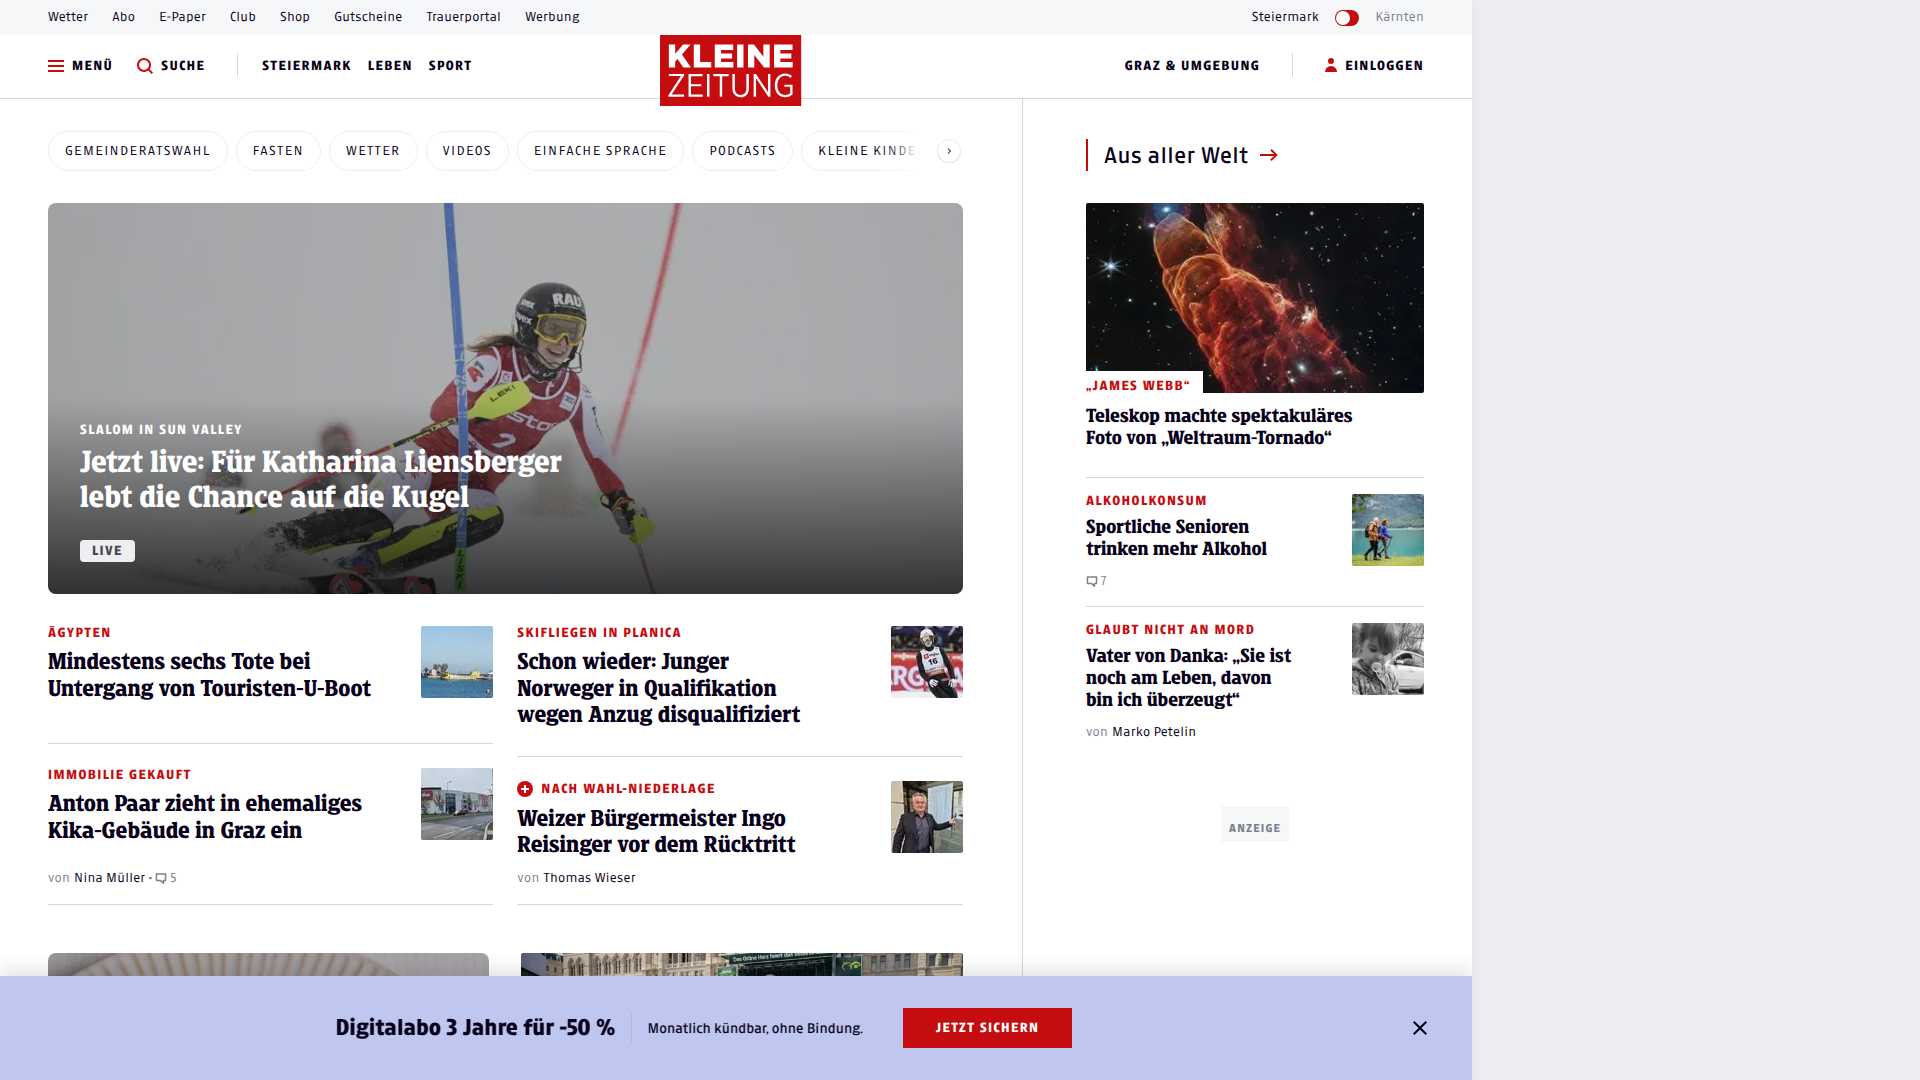 Wetter Abo E-Paper Club Shop Gutscheine Trauerportal Werbung Steiermark Kärnten
MENÜ SUCHE STEIERMARK LEBEN SPORT KLEINE ZEITUNG GRAZ & UMGEBUNG EINLOGGEN
GEMEINDERATSWAHL FASTEN WETTER VIDEOS EINFACHE SPRACHE PODCASTS KLEINE KINDE
SLALOM IN SUN VALLEY
Jetzt live: Für Katharina Liensberger
lebt die Chance auf die Kugel
LIVE
ÄGYPTEN
Mindestens sechs Tote bei
Untergang von Touristen-U-Boot
IMMOBILIE GEKAUFT
Anton Paar zieht in ehemaliges
Kika-Gebäude in Graz ein
von Nina Müller • 5
SKIFLIEGEN IN PLANICA
Schon wieder: Junger
Norweger in Qualifikation
wegen Anzug disqualifiziert
NACH WAHL-NIEDERLAGE
Weizer Bürgermeister Ingo
Reisinger vor dem Rücktritt
von Thomas Wieser
Aus aller Welt
„JAMES WEBB“
Teleskop machte spektakuläres
Foto von „Weltraum-Tornado“
ALKOHOLKONSUM
Sportliche Senioren
trinken mehr Alkohol
7
GLAUBT NICHT AN MORD
Vater von Danka: „Sie ist
noch am Leben, davon
bin ich überzeugt“
von Marko Petelin
ANZEIGE
Digitalabo 3 Jahre für -50 %
Monatlich kündbar, ohne Bindung.
JETZT SICHERN